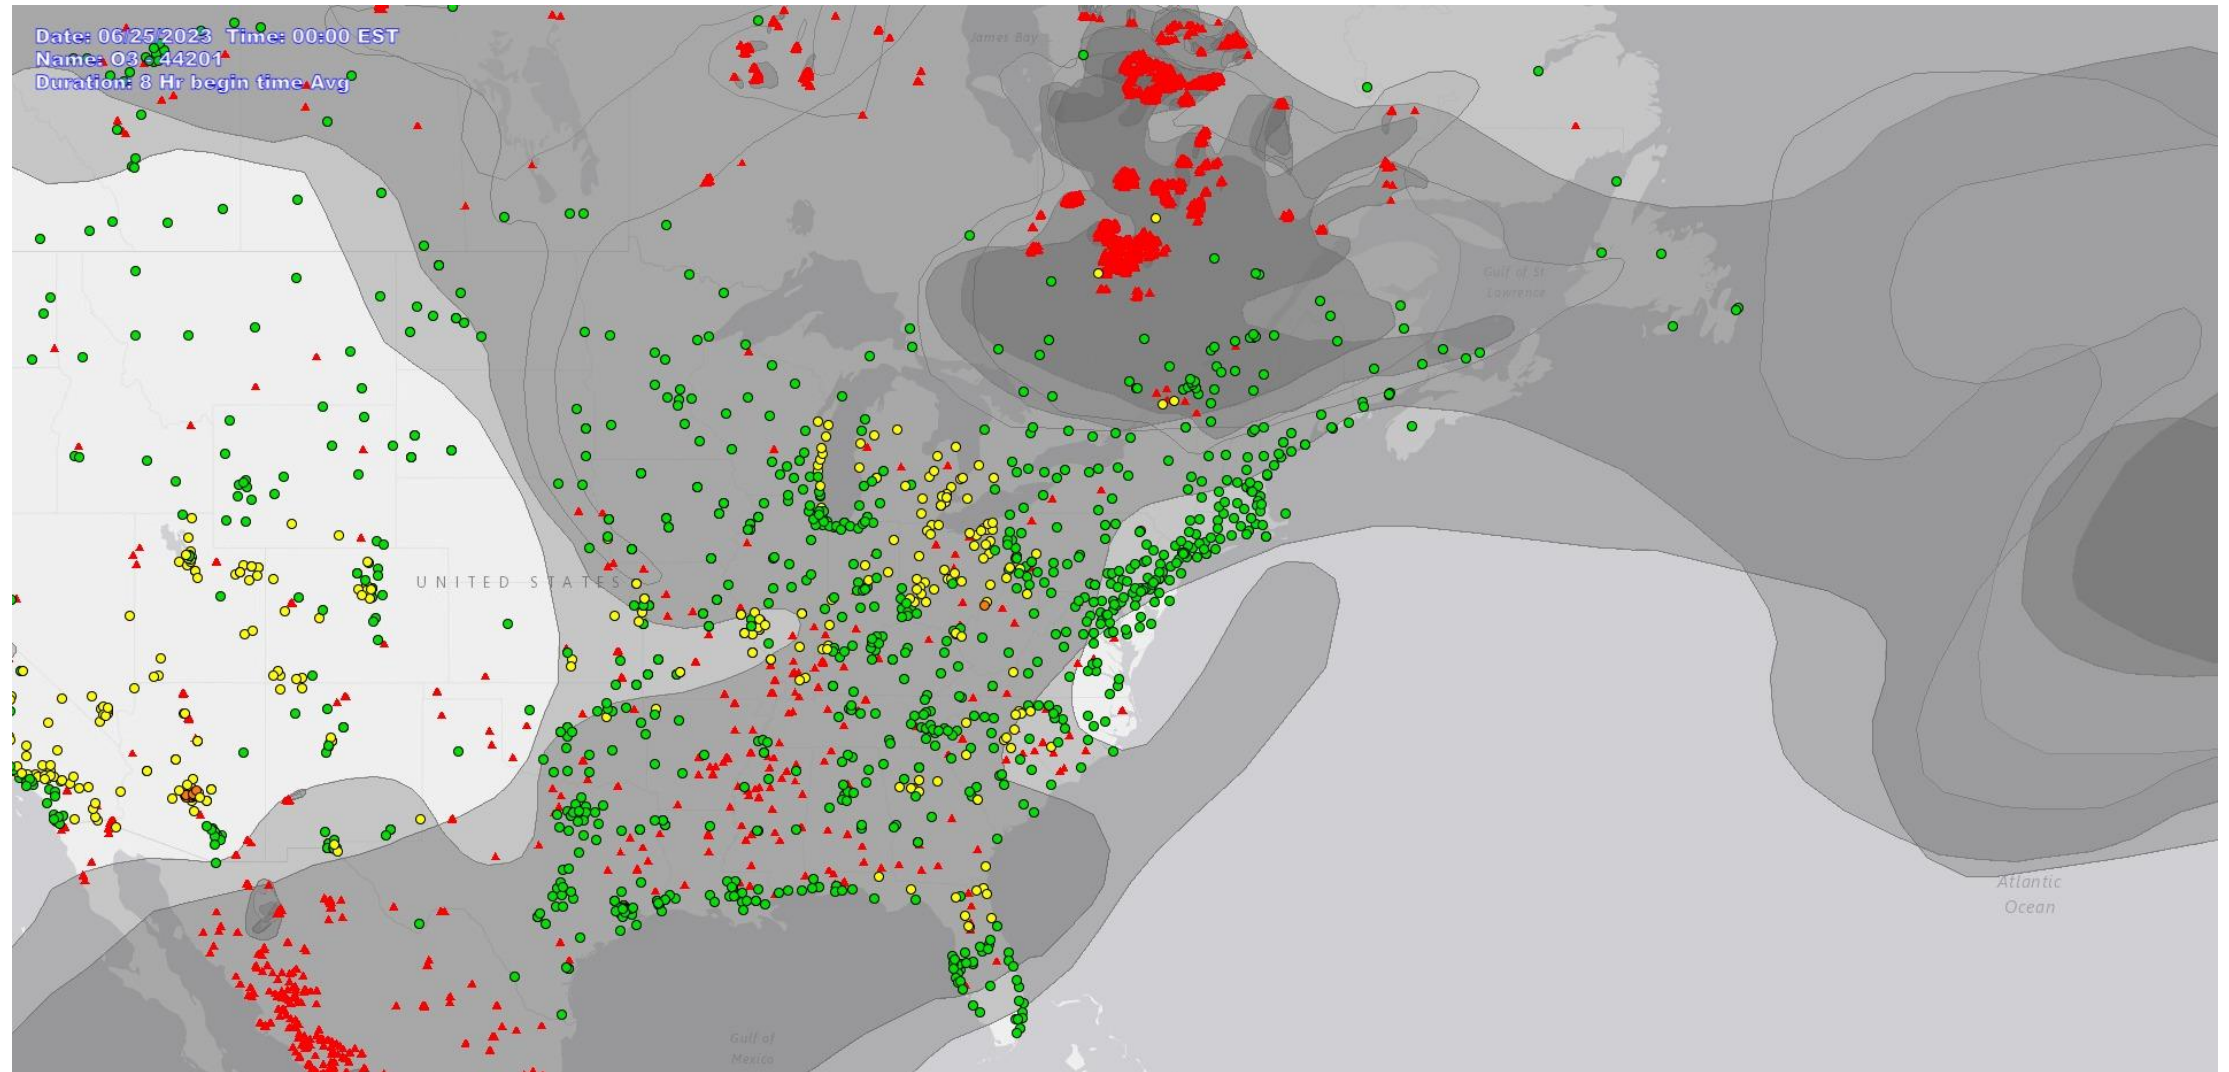 Date: 06/25/2023 Time: 00:00 EST
Name: O3 - 44201
Duration: 8 Hr begin time Avg
James Bay
Gulf of St
Lawrence
UNITED STATES
Atlantic
Ocean
Gulf of
Mexico